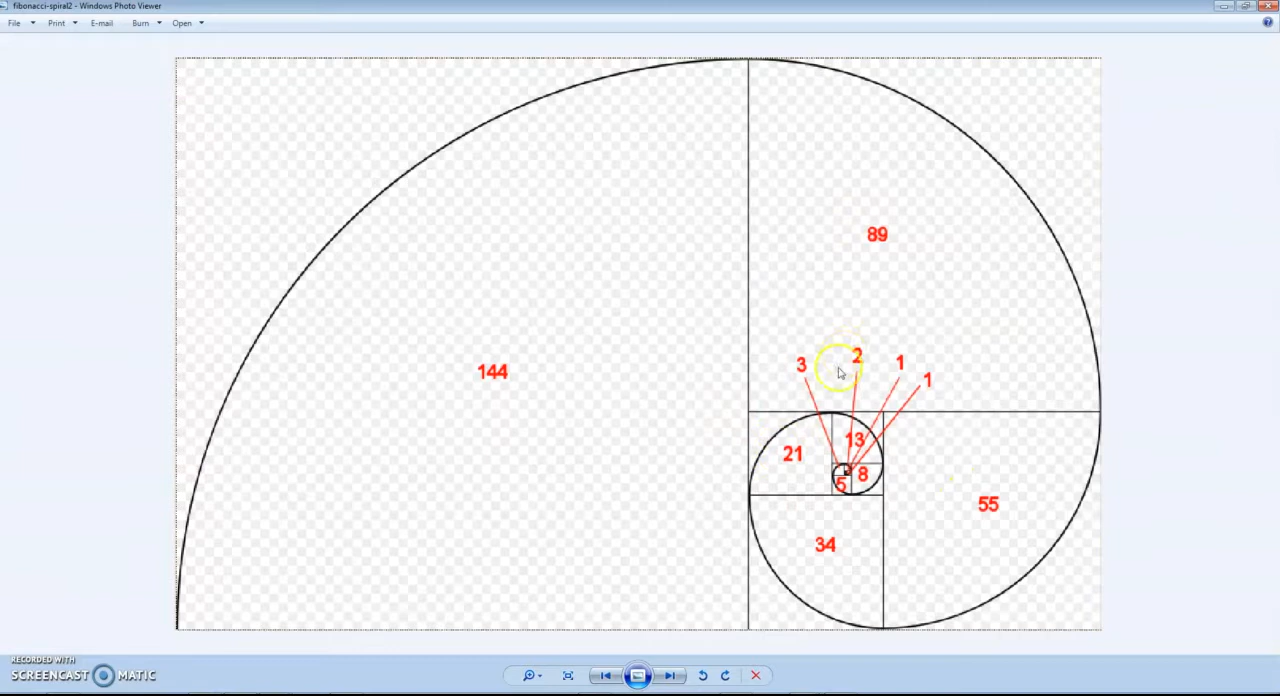 fibonacci-spiral2 - Windows Photo Viewer
File Print E-mail Burn Open
89
144
3 2 1 1
13
21
8
5
55
34
RECORDED WITH
SCREENCAST MATIC